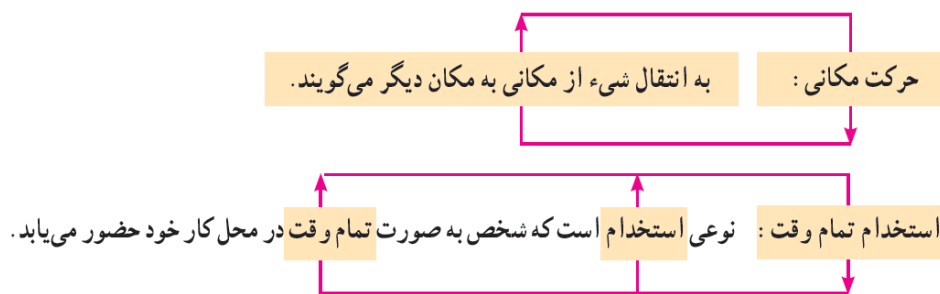 حرکت مکانی : به انتقال شیء از مکانی به مکان دیگر می‌گویند.
استخدام تمام وقت : نوعی استخدام است که شخص به صورت تمام وقت در محل کار خود حضور می‌یابد.